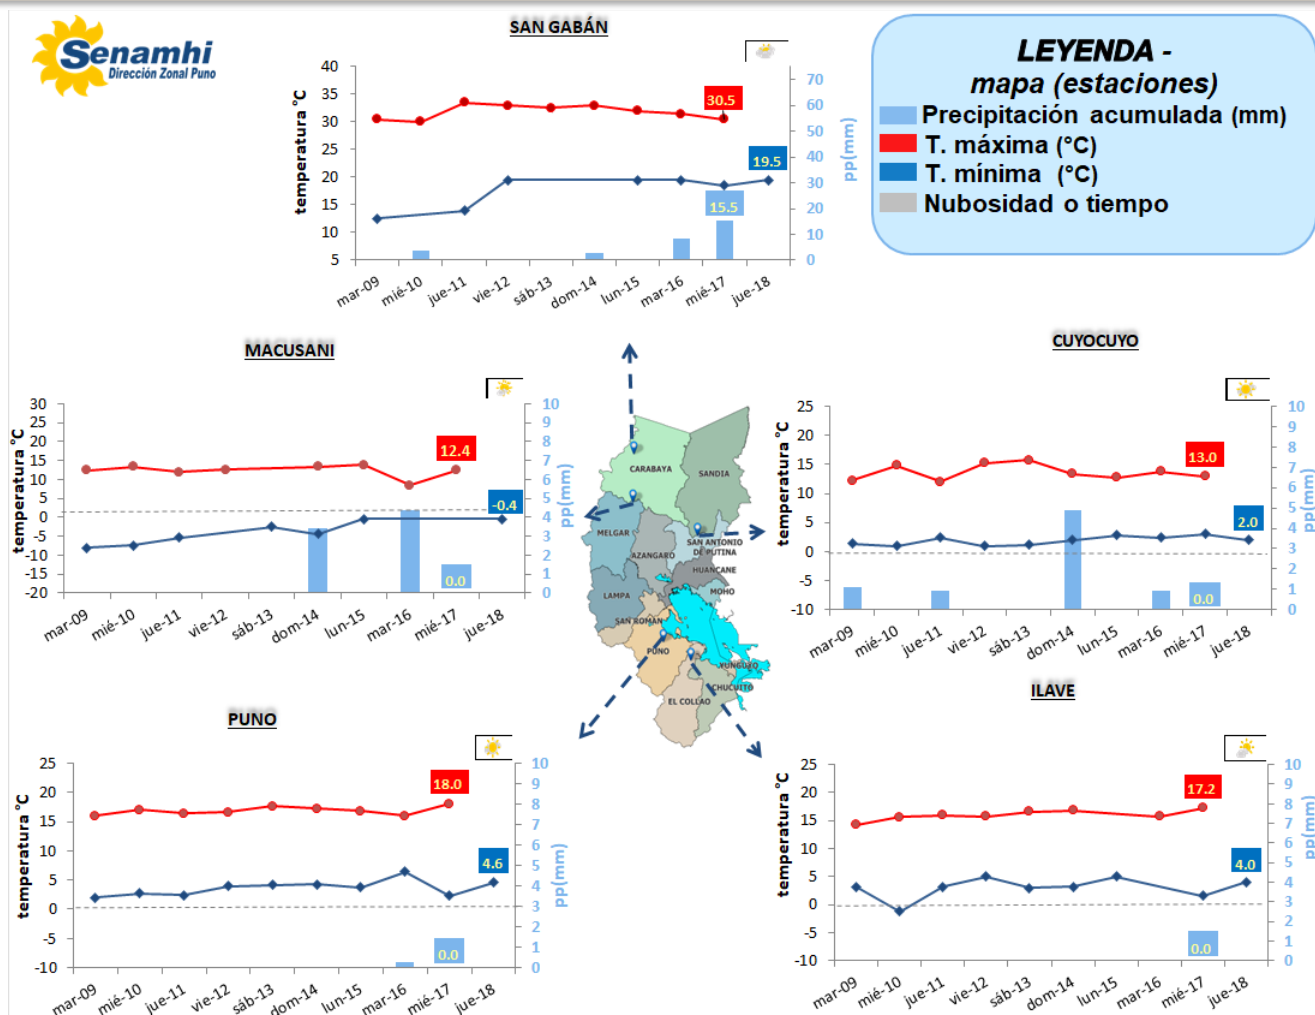 Senamhi
Dirección Zonal Puno
SAN GABÁN
temperatura °C
40
35
30
25
20
15
10
5
30.5
19.5
15.5
70
60
50
40
30
20
10
0
pp(mm)
mar-09
mié-10
jue-11
vie-12
sáb-13
dom-14
lun-15
mar-16
mié-17
jue-18
LEYENDA -
mapa (estaciones)
Precipitación acumulada (mm)
T. máxima (°C)
T. mínima (°C)
Nubosidad o tiempo
MACUSANI
temperatura °C
30
25
20
15
10
5
0
-5
-10
-15
-20
12.4
-0.4
0.0
10
9
8
7
6
5
4
3
2
1
0
pp(mm)
mar-09
mié-10
jue-11
vie-12
sáb-13
dom-14
lun-15
mar-16
mié-17
jue-18
CARABAYA
SANDIA
MELGAR
AZANGARO
SAN ANTONIO
DE PUTINA
HUANCANE
MOHO
LAMPA
SAN ROMAN
PUNO
YUNGUYO
CHUCUITO
EL COLLAO
CUYOCUYO
temperatura °C
25
20
15
10
5
0
-5
-10
13.0
2.0
0.0
10
9
8
7
6
5
4
3
2
1
0
pp(mm)
mar-09
mié-10
jue-11
vie-12
sáb-13
dom-14
lun-15
mar-16
mié-17
jue-18
PUNO
temperatura °C
25
20
15
10
5
0
-5
-10
18.0
4.6
0.0
10
9
8
7
6
5
4
3
2
1
0
pp(mm)
mar-09
mié-10
jue-11
vie-12
sáb-13
dom-14
lun-15
mar-16
mié-17
jue-18
ILAVE
temperatura °C
25
20
15
10
5
0
-5
-10
17.2
4.0
0.0
10
9
8
7
6
5
4
3
2
1
0
pp(mm)
mar-09
mié-10
jue-11
vie-12
sáb-13
dom-14
lun-15
mar-16
mié-17
jue-18